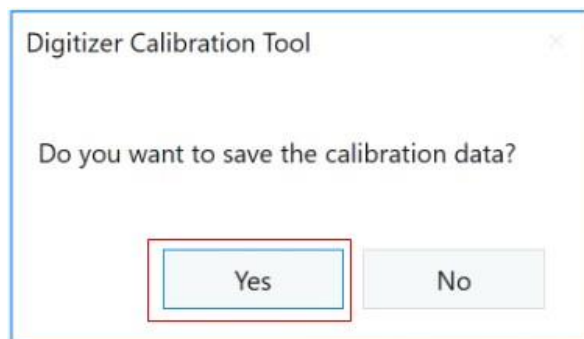 Digitizer Calibration Tool
Do you want to save the calibration data?
Yes
No